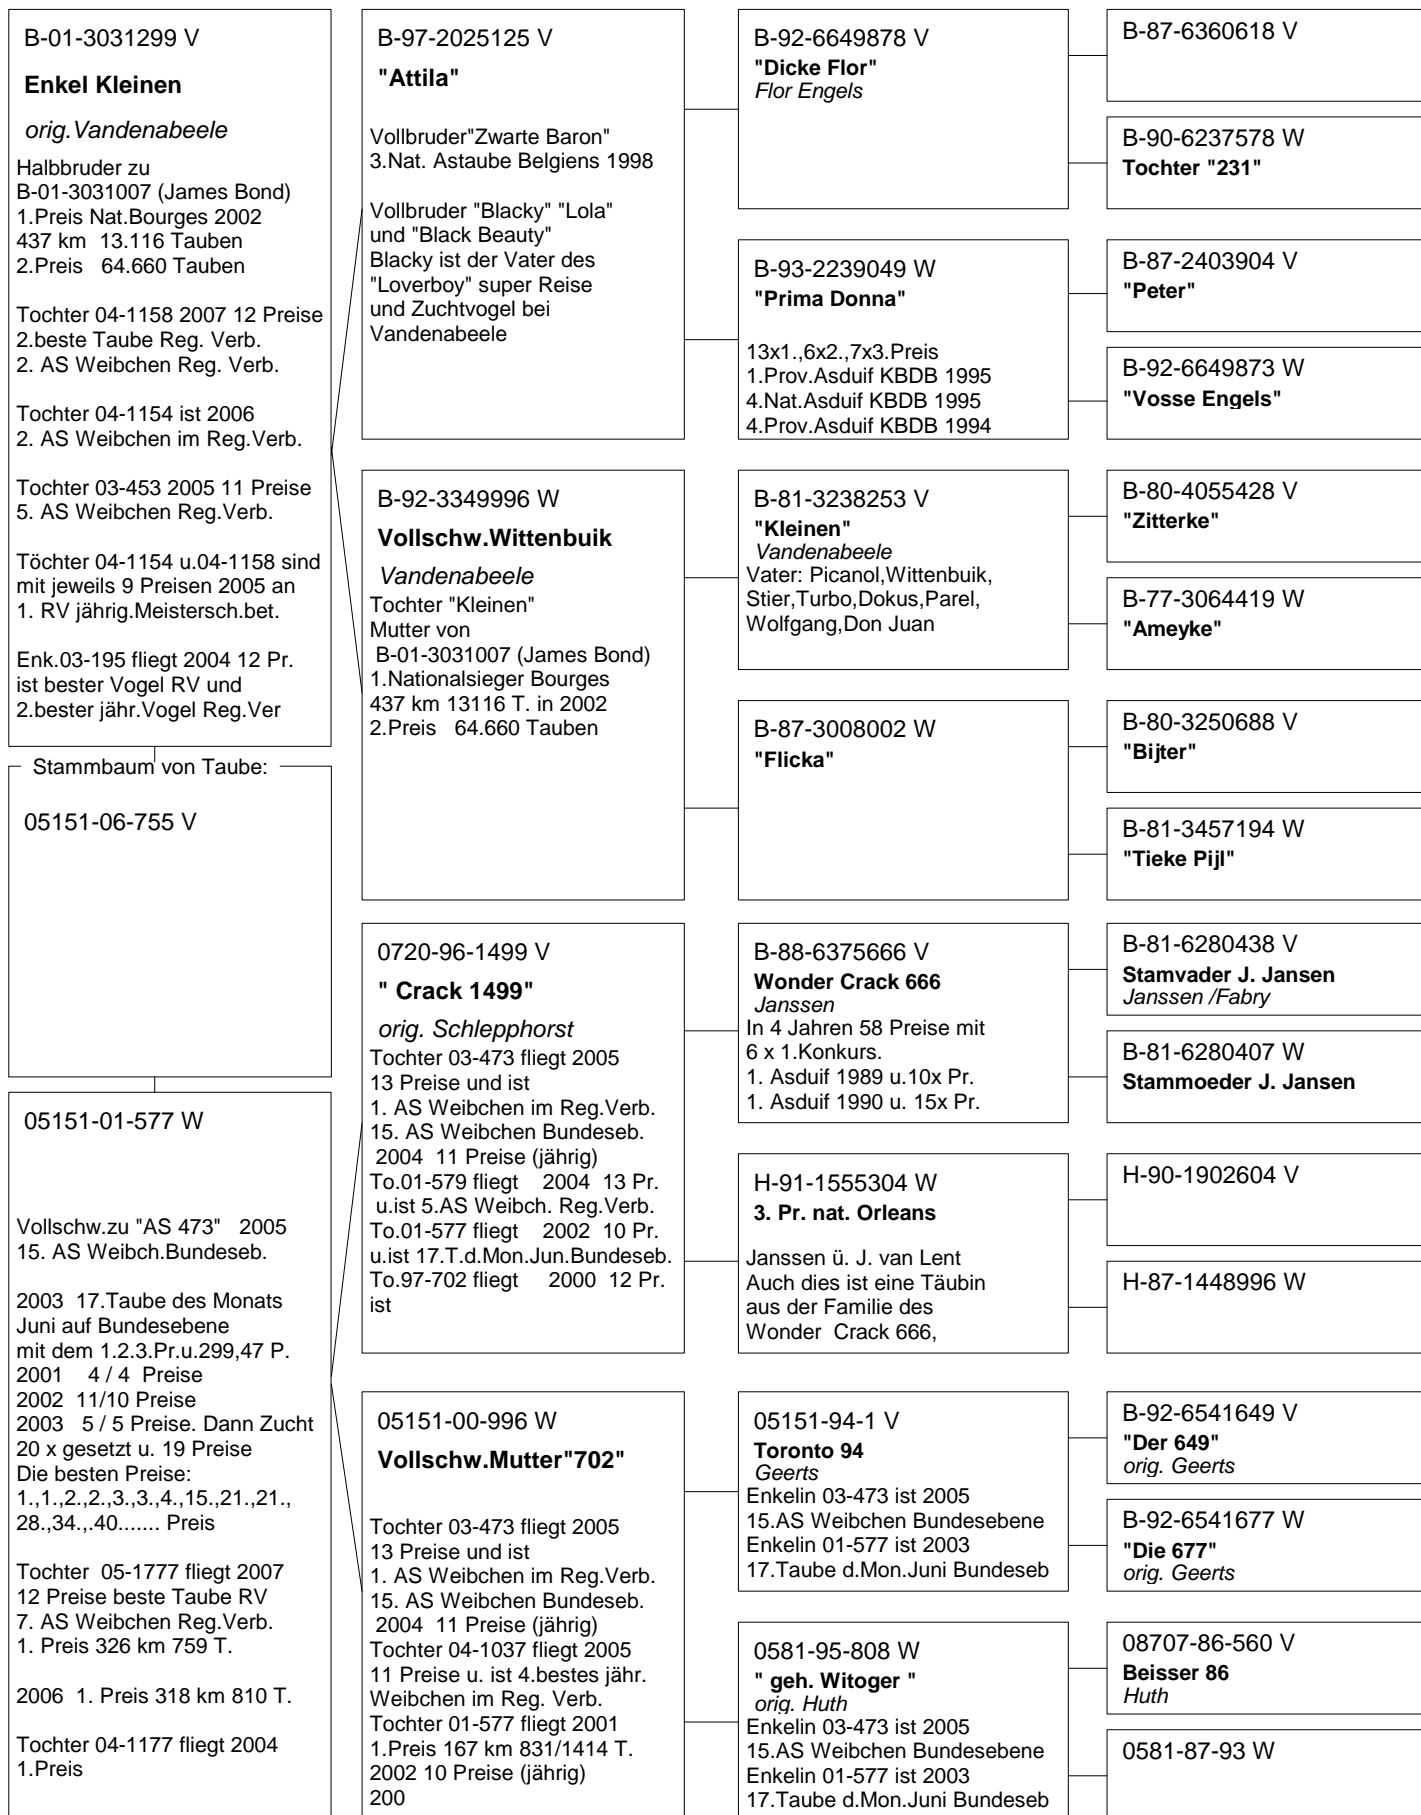 B-01-3031299 V
Enkel Kleinen
orig.Vandenabeele
Halbbruder zu
B-01-3031007 (James Bond)
1.Preis Nat.Bourges 2002
437 km  13.116 Tauben
2.Preis   64.660 Tauben
Tochter 04-1158 2007 12 Preise
2.beste Taube Reg. Verb.
2. AS Weibchen Reg. Verb.
Tochter 04-1154 ist 2006
2. AS Weibchen im Reg.Verb.
Tochter 03-453 2005 11 Preise
5. AS Weibchen Reg.Verb.
Töchter 04-1154 u.04-1158 sind
mit jeweils 9 Preisen 2005 an
1. RV jährig.Meistersch.bet.
Enk.03-195 fliegt 2004 12 Pr.
ist bester Vogel RV und
2.bester jähr.Vogel Reg.Ver
Stammbaum von Taube:
05151-06-755 V
05151-01-577 W
Vollschw.zu "AS 473"   2005
15. AS Weibch.Bundeseb.
2003  17.Taube des Monats
Juni auf Bundesebene
mit dem 1.2.3.Pr.u.299,47 P.
2001    4 / 4  Preise
2002  11/10 Preise
2003   5 / 5 Preise. Dann Zucht
20 x gesetzt u. 19 Preise
Die besten Preise:
1.,1.,2.,2.,3.,3.,4.,15.,21.,21.,
28.,34.,.40....... Preis
Tochter  05-1777 fliegt 2007
12 Preise beste Taube RV
7. AS Weibchen Reg.Verb.
1. Preis 326 km 759 T.
2006  1. Preis 318 km 810 T.
Tochter 04-1177 fliegt 2004
1.Preis
B-97-2025125 V
"Attila"
Vollbruder"Zwarte Baron"
3.Nat. Astaube Belgiens 1998
Vollbruder "Blacky" "Lola"
und "Black Beauty"
Blacky ist der Vater des
"Loverboy" super Reise
und Zuchtvogel bei
Vandenabeele
B-92-3349996 W
Vollschw.Wittenbuik
Vandenabeele
Tochter "Kleinen"
Mutter von
B-01-3031007 (James Bond)
1.Nationalsieger Bourges
437 km 13116 T. in 2002
2.Preis   64.660 Tauben
0720-96-1499 V
" Crack 1499"
orig. Schlepphorst
Tochter 03-473 fliegt 2005
13 Preise und ist
1. AS Weibchen im Reg.Verb.
15. AS Weibchen Bundeseb.
2004  11 Preise (jährig)
To.01-579 fliegt    2004  13 Pr.
u.ist 5.AS Weibch. Reg.Verb.
To.01-577 fliegt    2002  10 Pr.
u.ist 17.T.d.Mon.Jun.Bundeseb.
To.97-702 fliegt     2000  12 Pr.
ist
05151-00-996 W
Vollschw.Mutter"702"
Tochter 03-473 fliegt 2005
13 Preise und ist
1. AS Weibchen im Reg.Verb.
15. AS Weibchen Bundeseb.
2004  11 Preise (jährig)
Tochter 04-1037 fliegt 2005
11 Preise u. ist 4.bestes jähr.
Weibchen im Reg. Verb.
Tochter 01-577 fliegt 2001
1.Preis 167 km 831/1414 T.
2002 10 Preise (jährig)
200
B-92-6649878 V
"Dicke Flor"
Flor Engels
B-93-2239049 W
"Prima Donna"
13x1.,6x2.,7x3.Preis
1.Prov.Asduif KBDB 1995
4.Nat.Asduif KBDB 1995
4.Prov.Asduif KBDB 1994
B-81-3238253 V
"Kleinen"
Vandenabeele
Vater: Picanol,Wittenbuik,
Stier,Turbo,Dokus,Parel,
Wolfgang,Don Juan
B-87-3008002 W
"Flicka"
B-88-6375666 V
Wonder Crack 666
Janssen
In 4 Jahren 58 Preise mit
6 x 1.Konkurs.
1. Asduif 1989 u.10x Pr.
1. Asduif 1990 u. 15x Pr.
H-91-1555304 W
3. Pr. nat. Orleans
Janssen ü. J. van Lent
Auch dies ist eine Täubin
aus der Familie des
Wonder  Crack 666,
05151-94-1 V
Toronto 94
Geerts
Enkelin 03-473 ist 2005
15.AS Weibchen Bundesebene
Enkelin 01-577 ist 2003
17.Taube d.Mon.Juni Bundeseb
0581-95-808 W
" geh. Witoger "
orig. Huth
Enkelin 03-473 ist 2005
15.AS Weibchen Bundesebene
Enkelin 01-577 ist 2003
17.Taube d.Mon.Juni Bundeseb
B-87-6360618 V
B-90-6237578 W
Tochter "231"
B-87-2403904 V
"Peter"
B-92-6649873 W
"Vosse Engels"
B-80-4055428 V
"Zitterke"
B-77-3064419 W
"Ameyke"
B-80-3250688 V
"Bijter"
B-81-3457194 W
"Tieke Pijl"
B-81-6280438 V
Stamvader J. Jansen
Janssen /Fabry
B-81-6280407 W
Stammoeder J. Jansen
H-90-1902604 V
H-87-1448996 W
B-92-6541649 V
"Der 649"
orig. Geerts
B-92-6541677 W
"Die 677"
orig. Geerts
08707-86-560 V
Beisser 86
Huth
0581-87-93 W